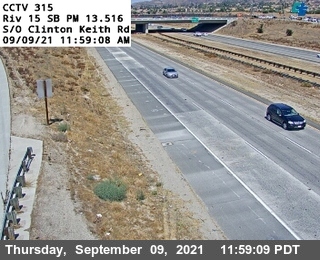 CCTV 315
Riv 15 SB PM 13.516
S/O Clinton Keith Rd
09/09/21 11:59:08 AM
Thursday, September 09, 2021 11:59:09 PDT